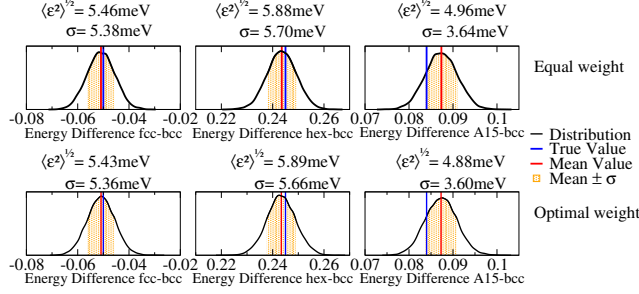 ⟨ε²⟩^½ = 5.46meV ⟨ε²⟩^½ = 5.88meV ⟨ε²⟩^½ = 4.96meV
σ= 5.38meV σ= 5.70meV σ= 3.64meV
Equal weight
-0.08 -0.06 -0.04 -0.02 0.22 0.24 0.26 0.07 0.08 0.09 0.1
Energy Difference fcc-bcc Energy Difference hex-bcc Energy Difference A15-bcc
Distribution
True Value
Mean Value
Mean ± σ
⟨ε²⟩^½ = 5.43meV ⟨ε²⟩^½ = 5.89meV ⟨ε²⟩^½ = 4.88meV
σ= 5.36meV σ= 5.66meV σ= 3.60meV
Optimal weight
-0.08 -0.06 -0.04 -0.02 0.22 0.24 0.26 0.07 0.08 0.09 0.1
Energy Difference fcc-bcc Energy Difference hex-bcc Energy Difference A15-bcc